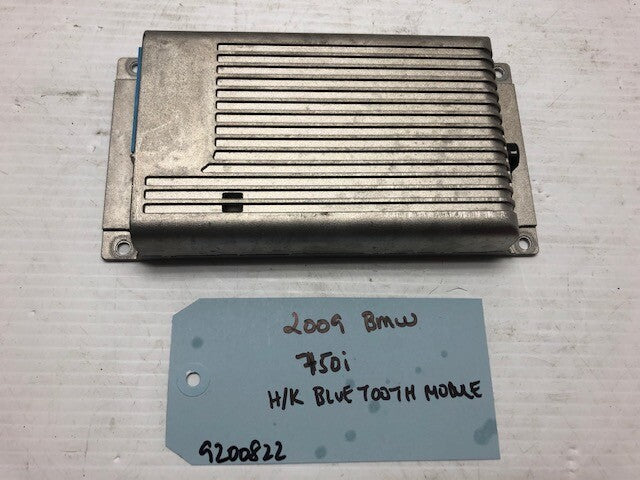 2009 BMW
750i
H/K BLUETOOTH MODULE
9200822